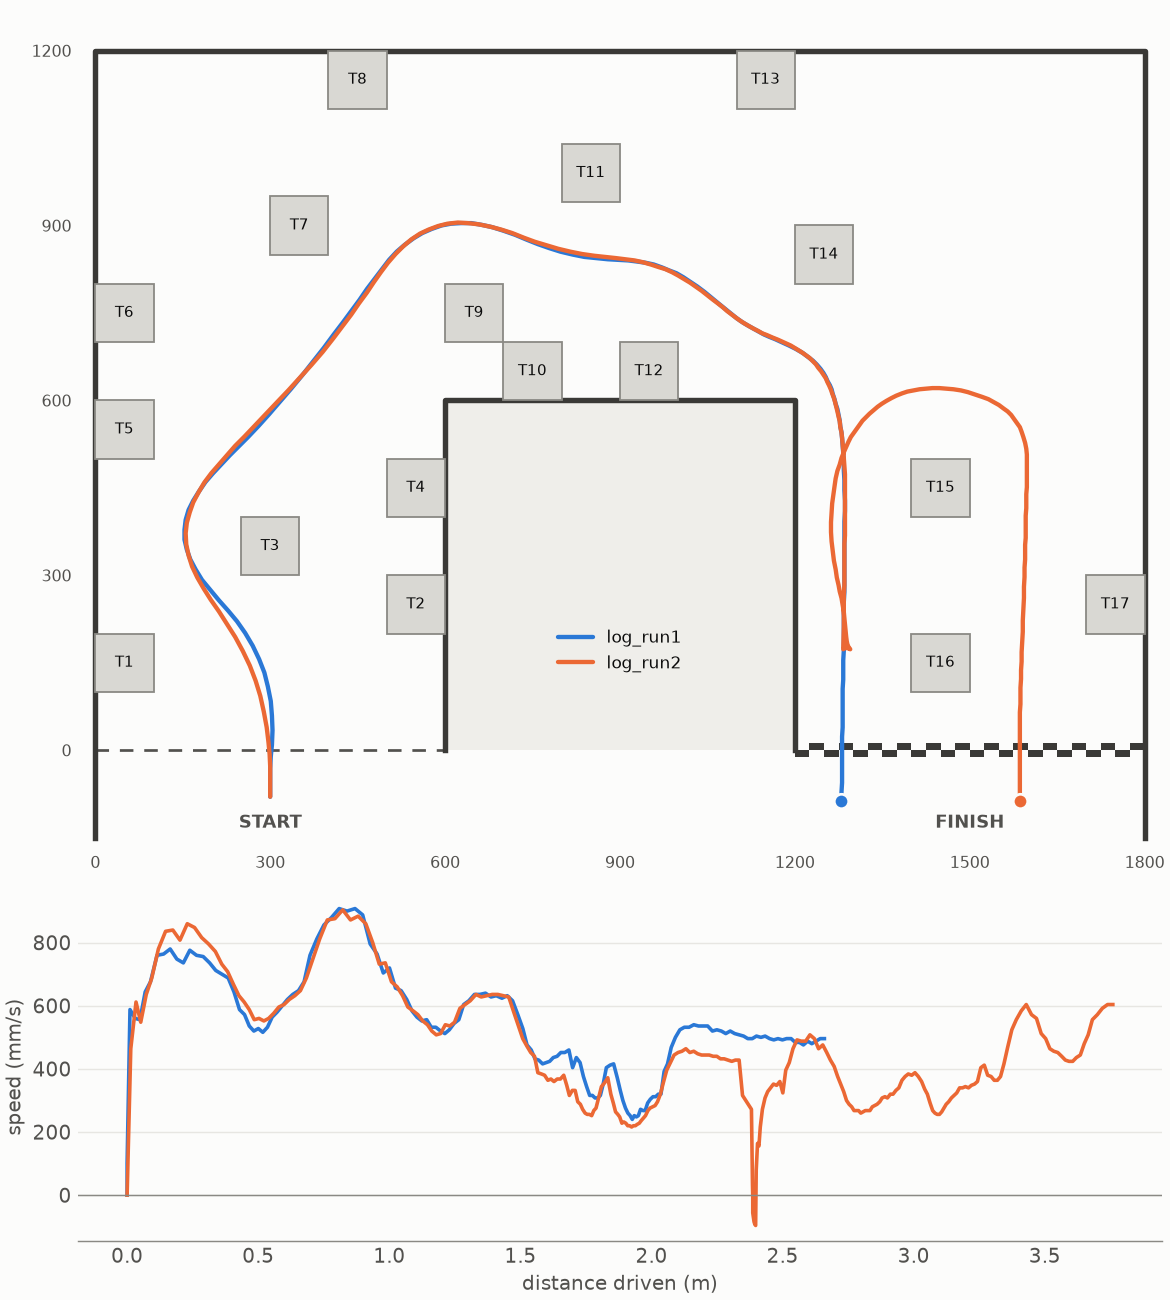 1200
T8
T13
T11
900
T7
T14
T6
T9
T10
T12
600
T5
T4
T15
T3
300
T2
T17
log_run1
log_run2
T1
T16
0
START
FINISH
0 300 600 900 1200 1500 1800
800
600
400
200
0
speed (mm/s)
0.0 0.5 1.0 1.5 2.0 2.5 3.0 3.5
distance driven (m)